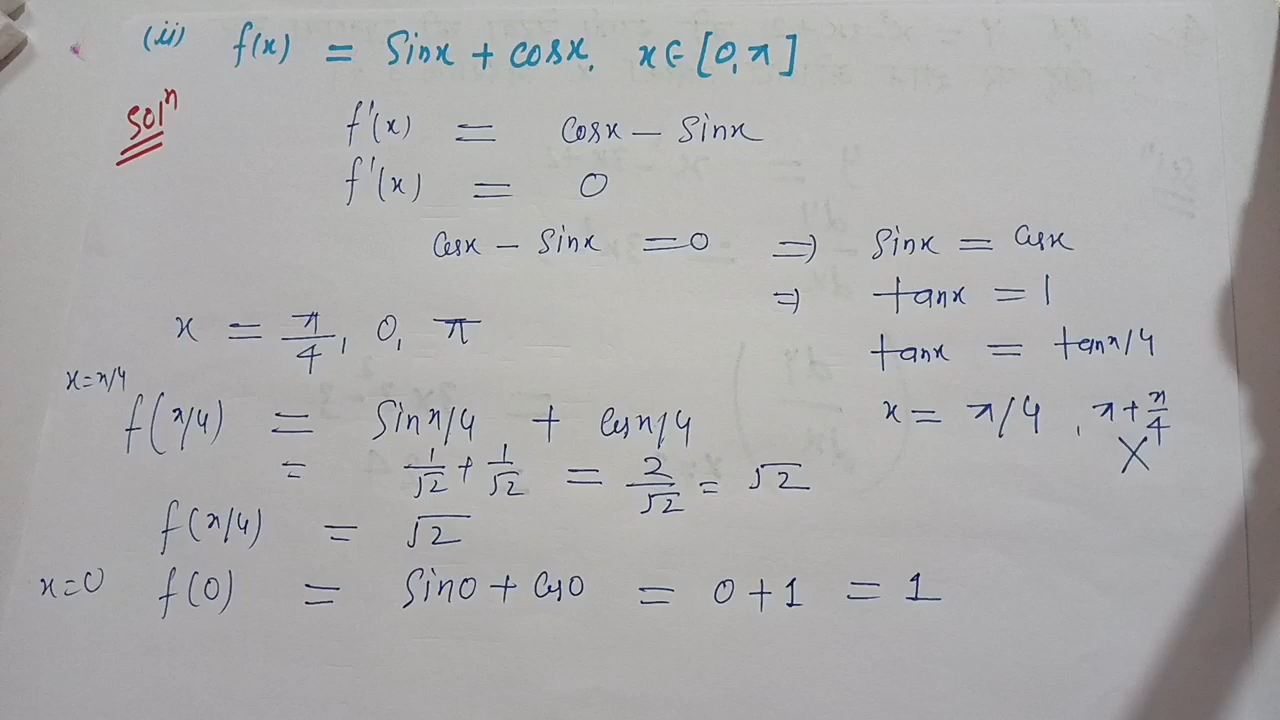 (ii) f(x) = Sinx + cosx, x∈[0,π]
Solⁿ
f'(x) = Cosx - Sinx
f'(x) = 0
Cosx - Sinx = 0 ⇒ Sinx = Cosx
⇒ tanx = 1
x = π/4, 0, π
tanx = tanπ/4
x = π/4, π+π/4 X
x=π/4
f(π/4) = Sinπ/4 + Cosπ/4
= 1/√2 + 1/√2 = 2/√2 = √2
f(π/4) = √2
x=0 f(0) = Sin0 + Cos0 = 0+1 = 1